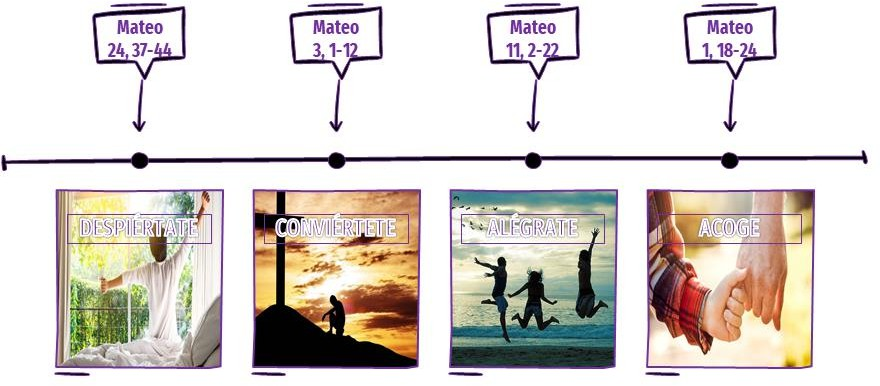 Mateo
24, 37-44
Mateo
3, 1-12
Mateo
11, 2-22
Mateo
1, 18-24
DESPIÉRTATE
CONVIÉRTETE
ALÉGRATE
ACOGE